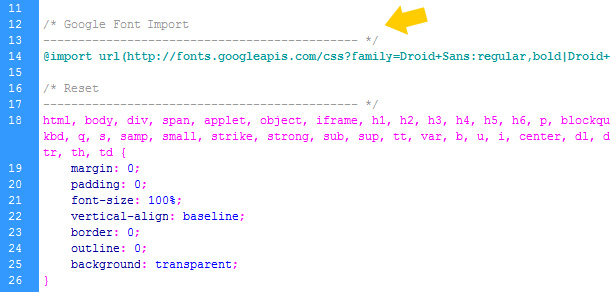 11
12 /* Google Font Import
13 ------------------------------------------ */
14 @import url(http://fonts.googleapis.com/css?family=Droid+Sans:regular,bold|Droid+
15
16 /* Reset
17 ------------------------------------------ */
18 html, body, div, span, applet, object, iframe, h1, h2, h3, h4, h5, h6, p, blockqu
kbd, q, s, samp, small, strike, strong, sub, sup, tt, var, b, u, i, center, dl, d
tr, th, td {
19 margin: 0;
20 padding: 0;
21 font-size: 100%;
22 vertical-align: baseline;
23 border: 0;
24 outline: 0;
25 background: transparent;
26 }